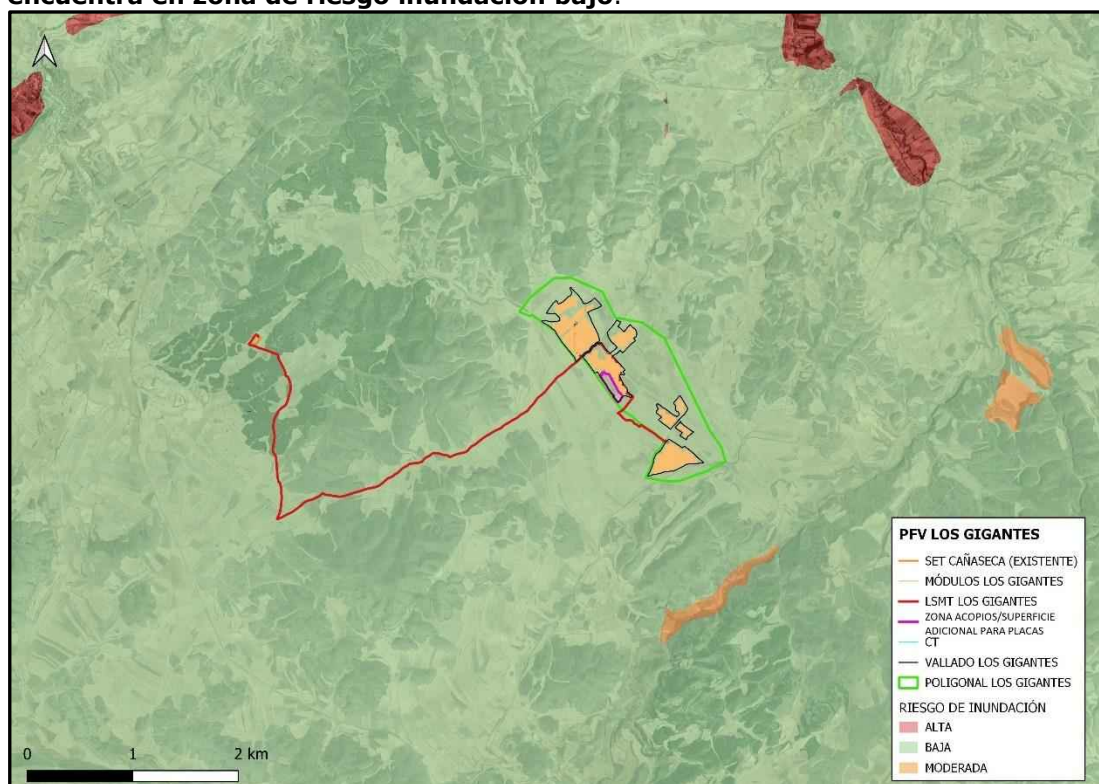 encuentra en zona de riesgo inundación bajo.
PFV LOS GIGANTES
SET CAÑASECA (EXISTENTE)
MÓDULOS LOS GIGANTES
LSMT LOS GIGANTES
ZONA ACOPIOS/SUPERFICIE
ADICIONAL PARA PLACAS
CT
VALLADO LOS GIGANTES
POLIGONAL LOS GIGANTES
RIESGO DE INUNDACIÓN
ALTA
BAJA
MODERADA
0 1 2 km